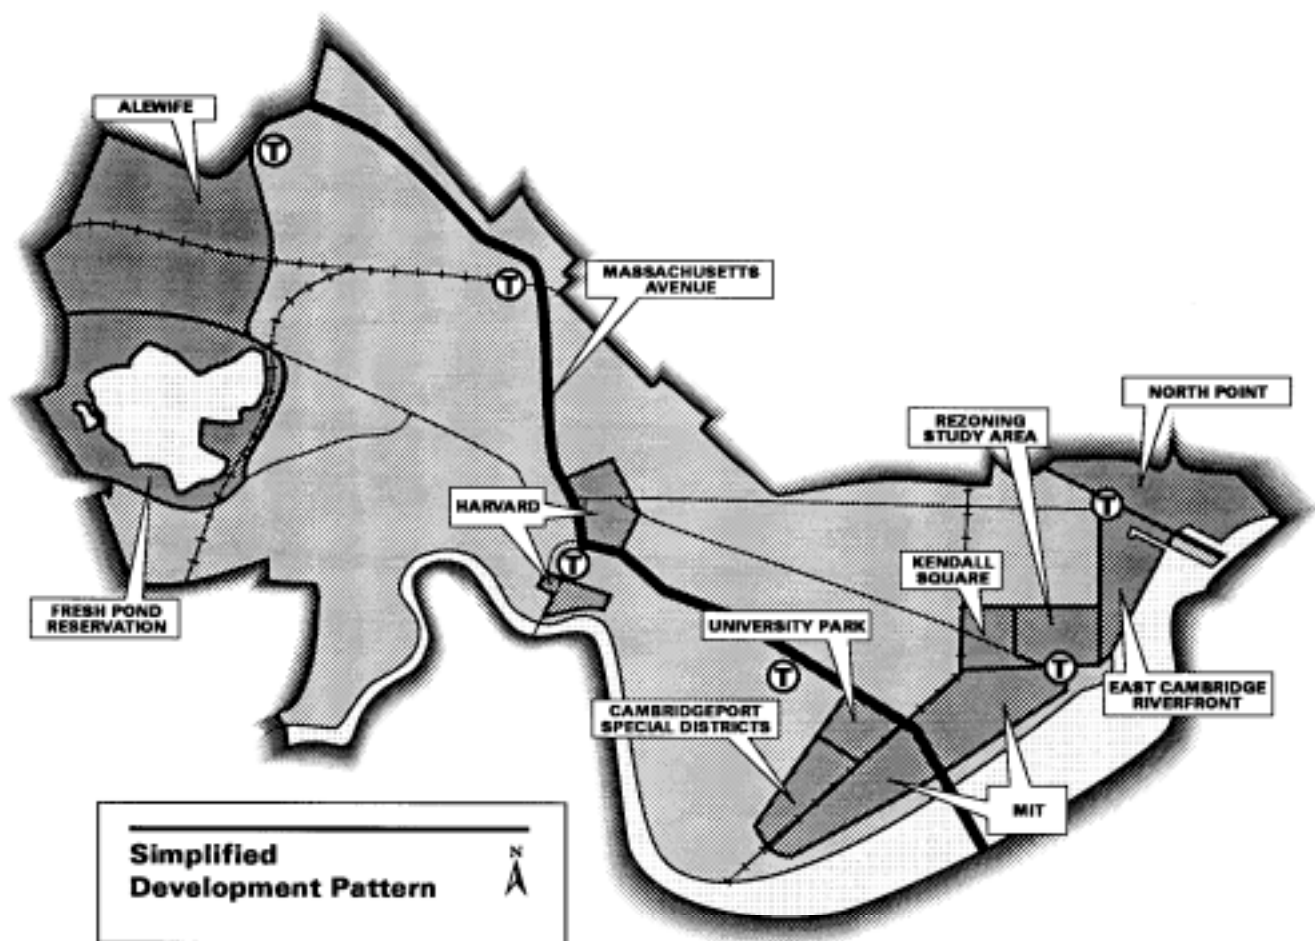 ALEWIFE
T
T
MASSACHUSETTS
AVENUE
NORTH POINT
REZONING
STUDY AREA
T
HARVARD
T
KENDALL
SQUARE
FRESH POND
RESERVATION
UNIVERSITY PARK
T
T
EAST CAMBRIDGE
RIVERFRONT
CAMBRIDGEPORT
SPECIAL DISTRICTS
MIT
Simplified
Development Pattern
N